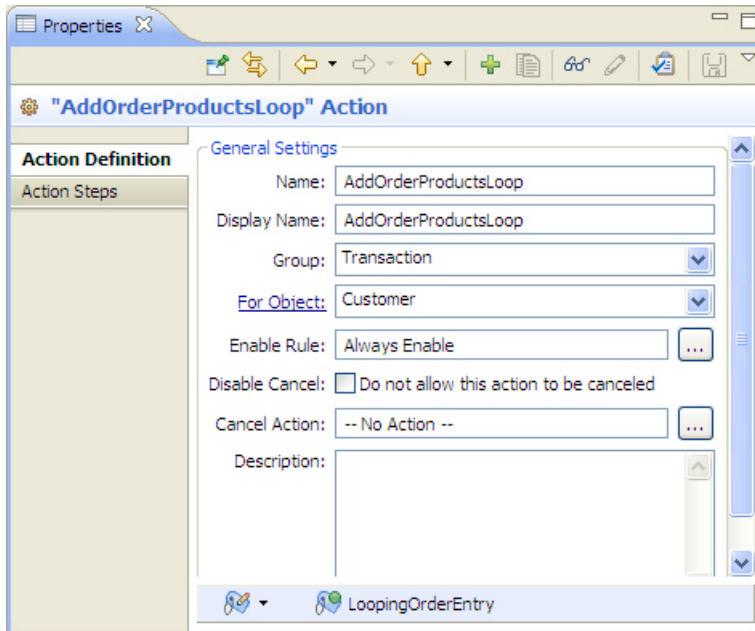 Properties
"AddOrderProductsLoop" Action
Action Definition
Action Steps
General Settings
Name: AddOrderProductsLoop
Display Name: AddOrderProductsLoop
Group: Transaction
For Object: Customer
Enable Rule: Always Enable ...
Disable Cancel: Do not allow this action to be canceled
Cancel Action: -- No Action -- ...
Description:
LoopingOrderEntry